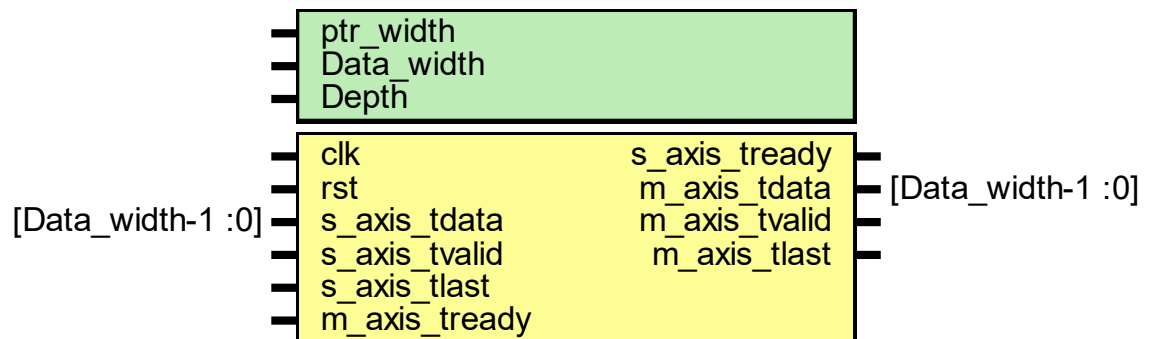 ptr_width
Data_width
Depth
clk s_axis_tready
rst m_axis_tdata [Data_width-1 :0]
[Data_width-1 :0] s_axis_tdata m_axis_tvalid
s_axis_tvalid m_axis_tlast
s_axis_tlast
m_axis_tready